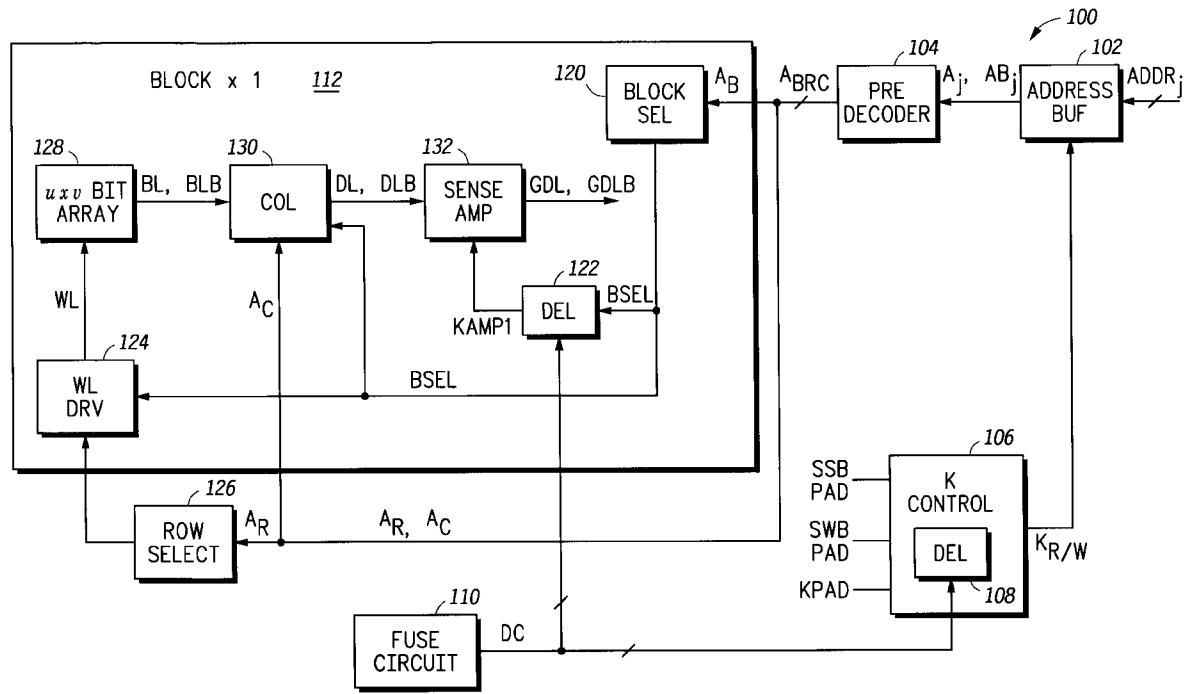 100
BLOCK x 1 112
120
BLOCK
SEL
A_B
A_BRC
104
PRE
DECODER
A_j, AB_j
102
ADDRESS
BUF
ADDR_j
128
u x v BIT
ARRAY
BL, BLB
130
COL
DL, DLB
132
SENSE
AMP
GDL, GDLB
WL
A_C
KAMP1
122
DEL
BSEL
124
WL
DRV
BSEL
126
ROW
SELECT
A_R
A_R, A_C
SSB
PAD
SWB
PAD
KPAD
106
K
CONTROL
DEL
108
K_R/W
110
FUSE
CIRCUIT
DC